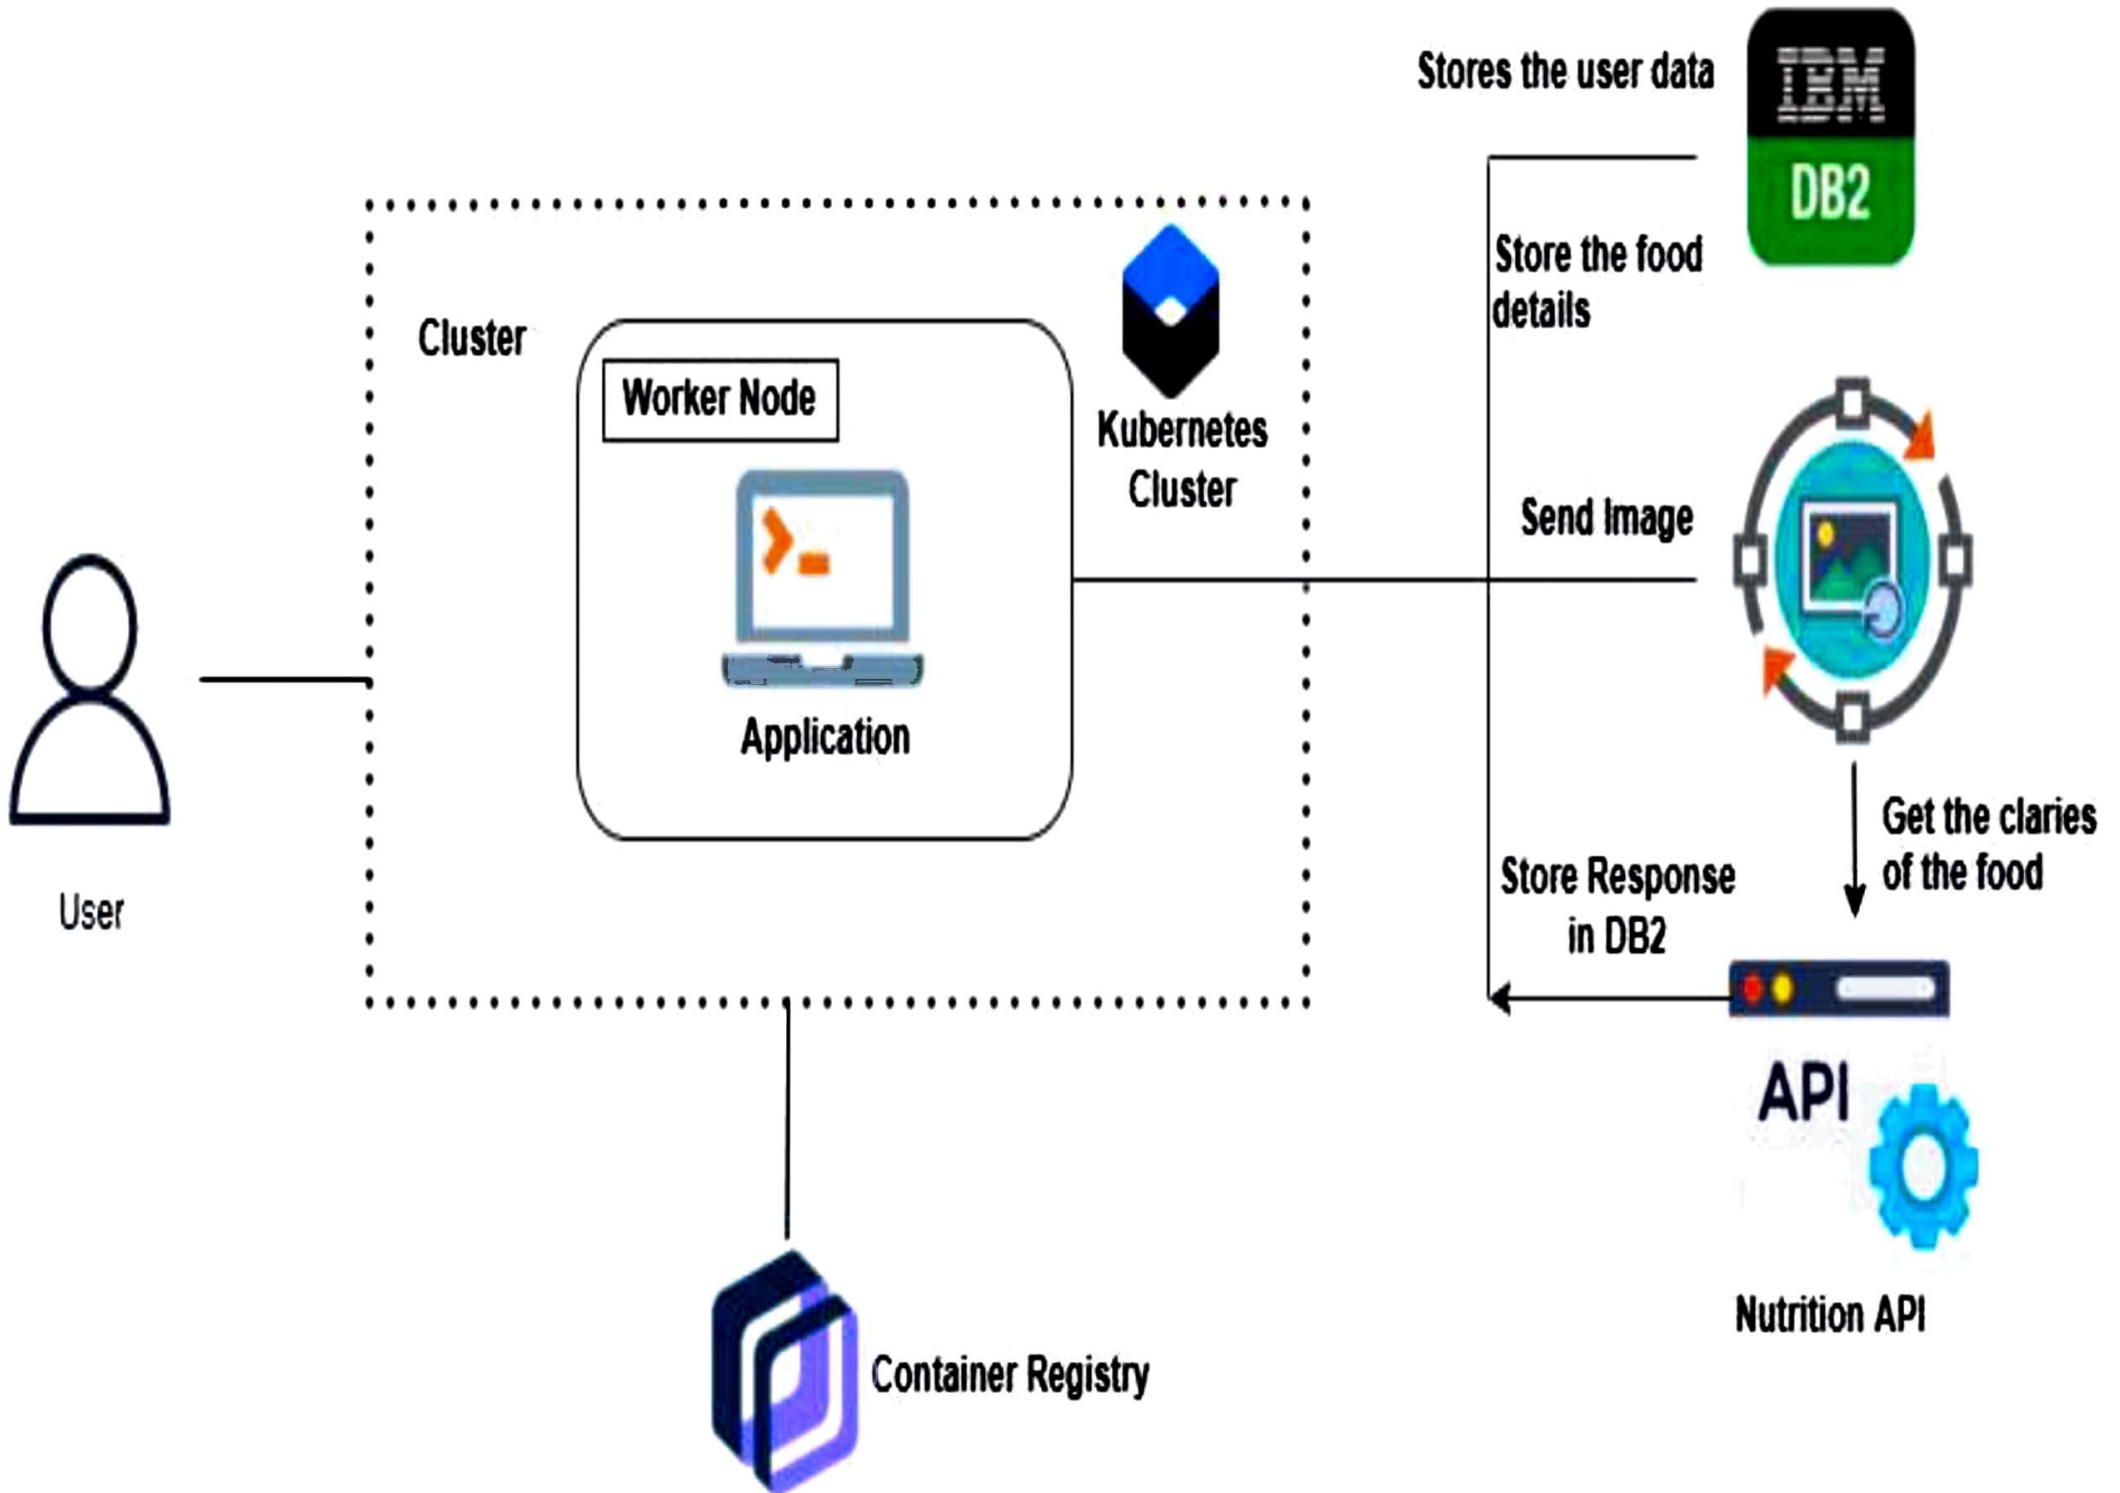 Stores the user data
IBM
DB2
Store the food
details
Cluster
Worker Node
Kubernetes
Cluster
Send Image
Application
Get the claries
of the food
Store Response
in DB2
User
API
Nutrition API
Container Registry